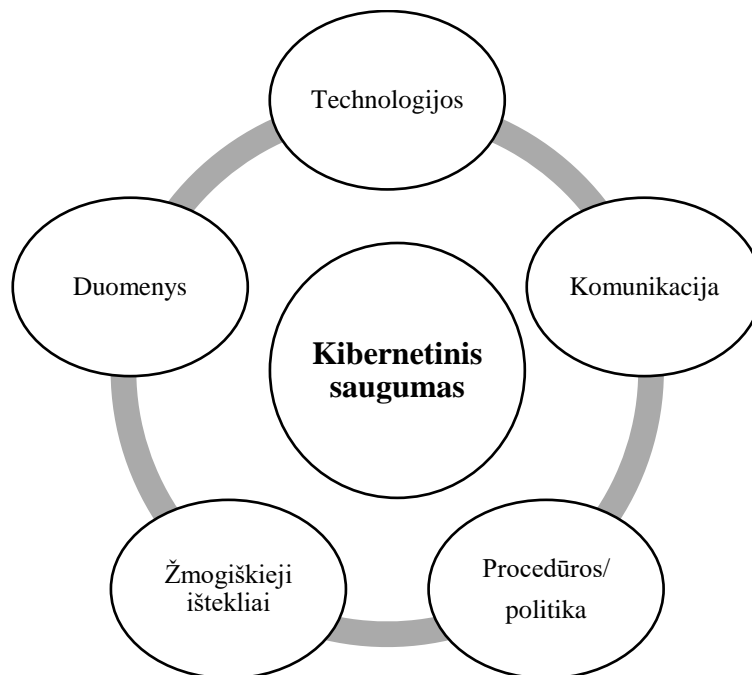 Technologijos
Duomenys
Komunikacija
Kibernetinis
saugumas
Žmogiškieji
ištekliai
Procedūros/
politika